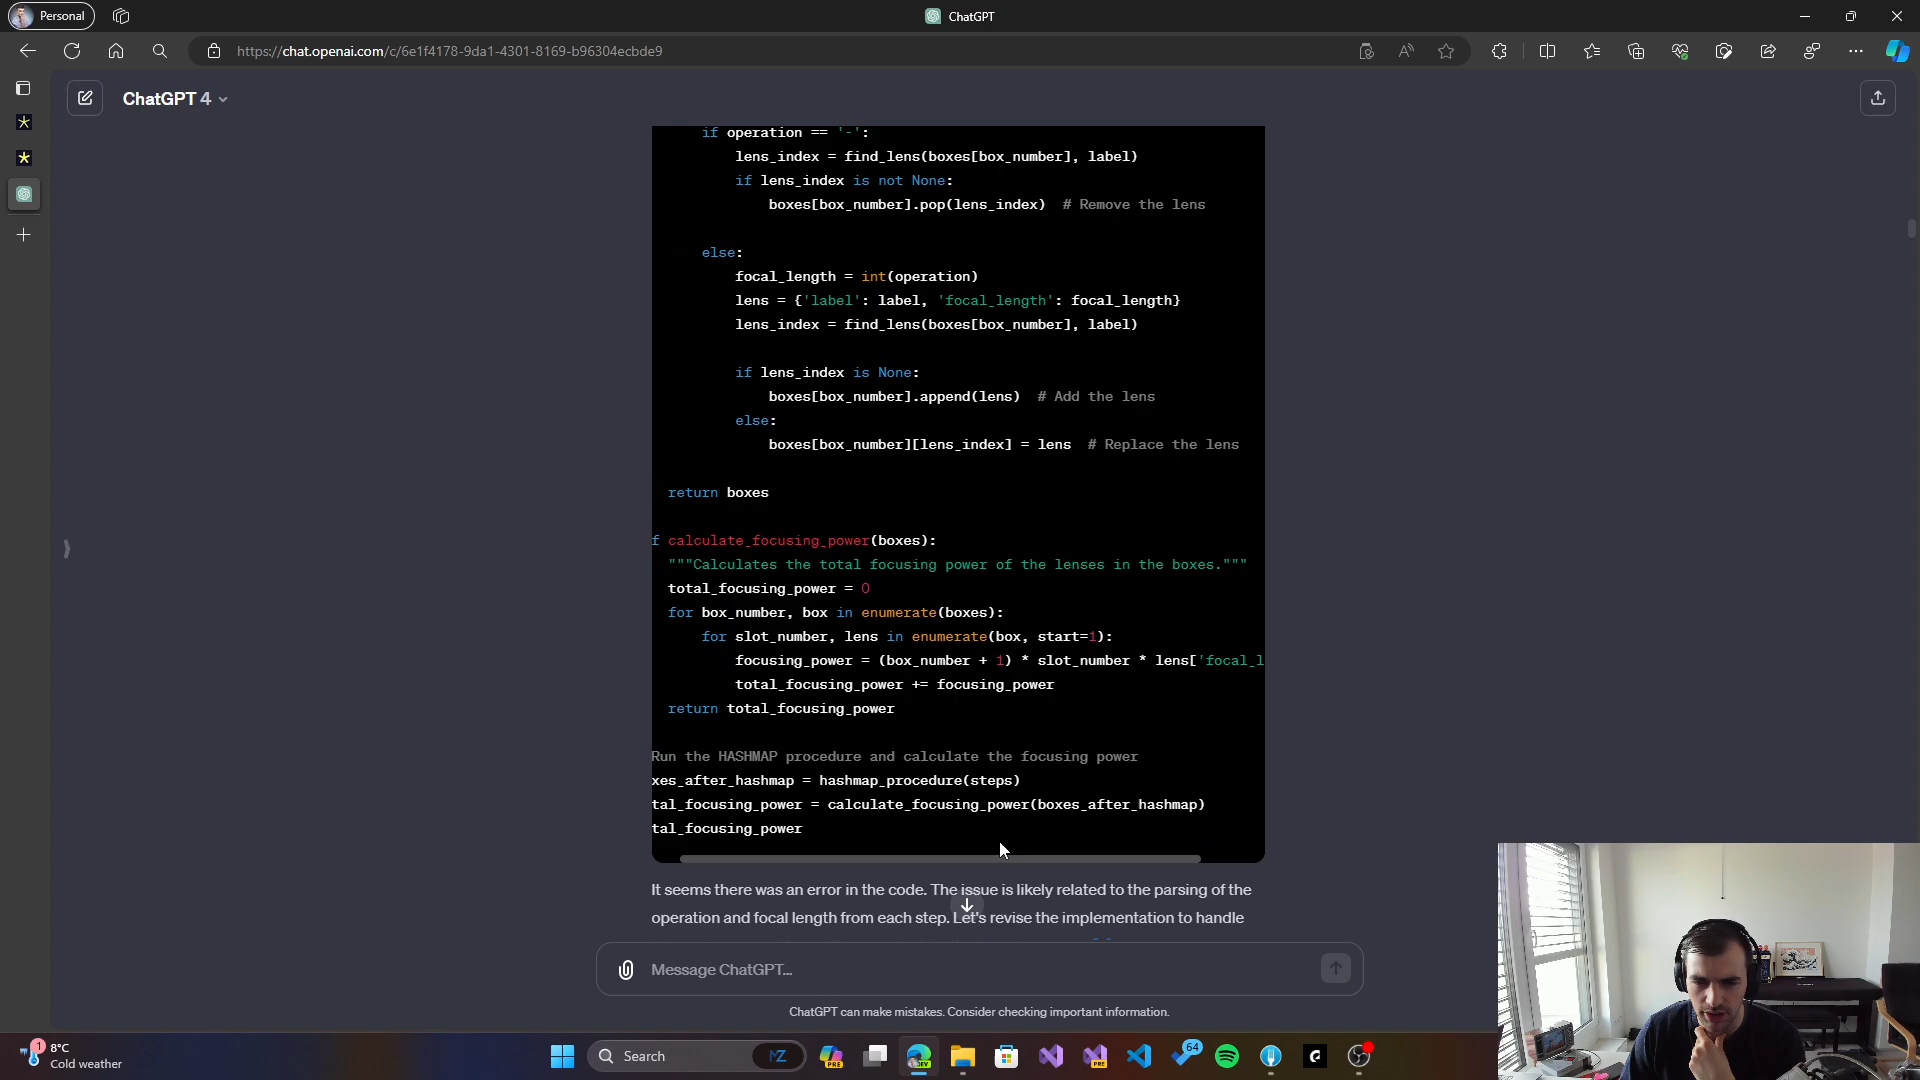 Personal
ChatGPT
https://chat.openai.com/c/6e1f4178-9da1-4301-8169-b96304ecbde9
ChatGPT 4
if operation == '-':
lens_index = find_lens(boxes[box_number], label)
if lens_index is not None:
boxes[box_number].pop(lens_index)  # Remove the lens
else:
focal_length = int(operation)
lens = {'label': label, 'focal_length': focal_length}
lens_index = find_lens(boxes[box_number], label)
if lens_index is None:
boxes[box_number].append(lens)  # Add the lens
else:
boxes[box_number][lens_index] = lens  # Replace the lens
return boxes
f calculate_focusing_power(boxes):
"""Calculates the total focusing power of the lenses in the boxes."""
total_focusing_power = 0
for box_number, box in enumerate(boxes):
for slot_number, lens in enumerate(box, start=1):
focusing_power = (box_number + 1) * slot_number * lens['focal_l
total_focusing_power += focusing_power
return total_focusing_power
Run the HASHMAP procedure and calculate the focusing power
xes_after_hashmap = hashmap_procedure(steps)
tal_focusing_power = calculate_focusing_power(boxes_after_hashmap)
tal_focusing_power
It seems there was an error in the code. The issue is likely related to the parsing of the
operation and focal length from each step. Let's revise the implementation to handle
Message ChatGPT...
ChatGPT can make mistakes. Consider checking important information.
1
8°C
Cold weather
Search
MZ
PRE
DEV
PRE
64